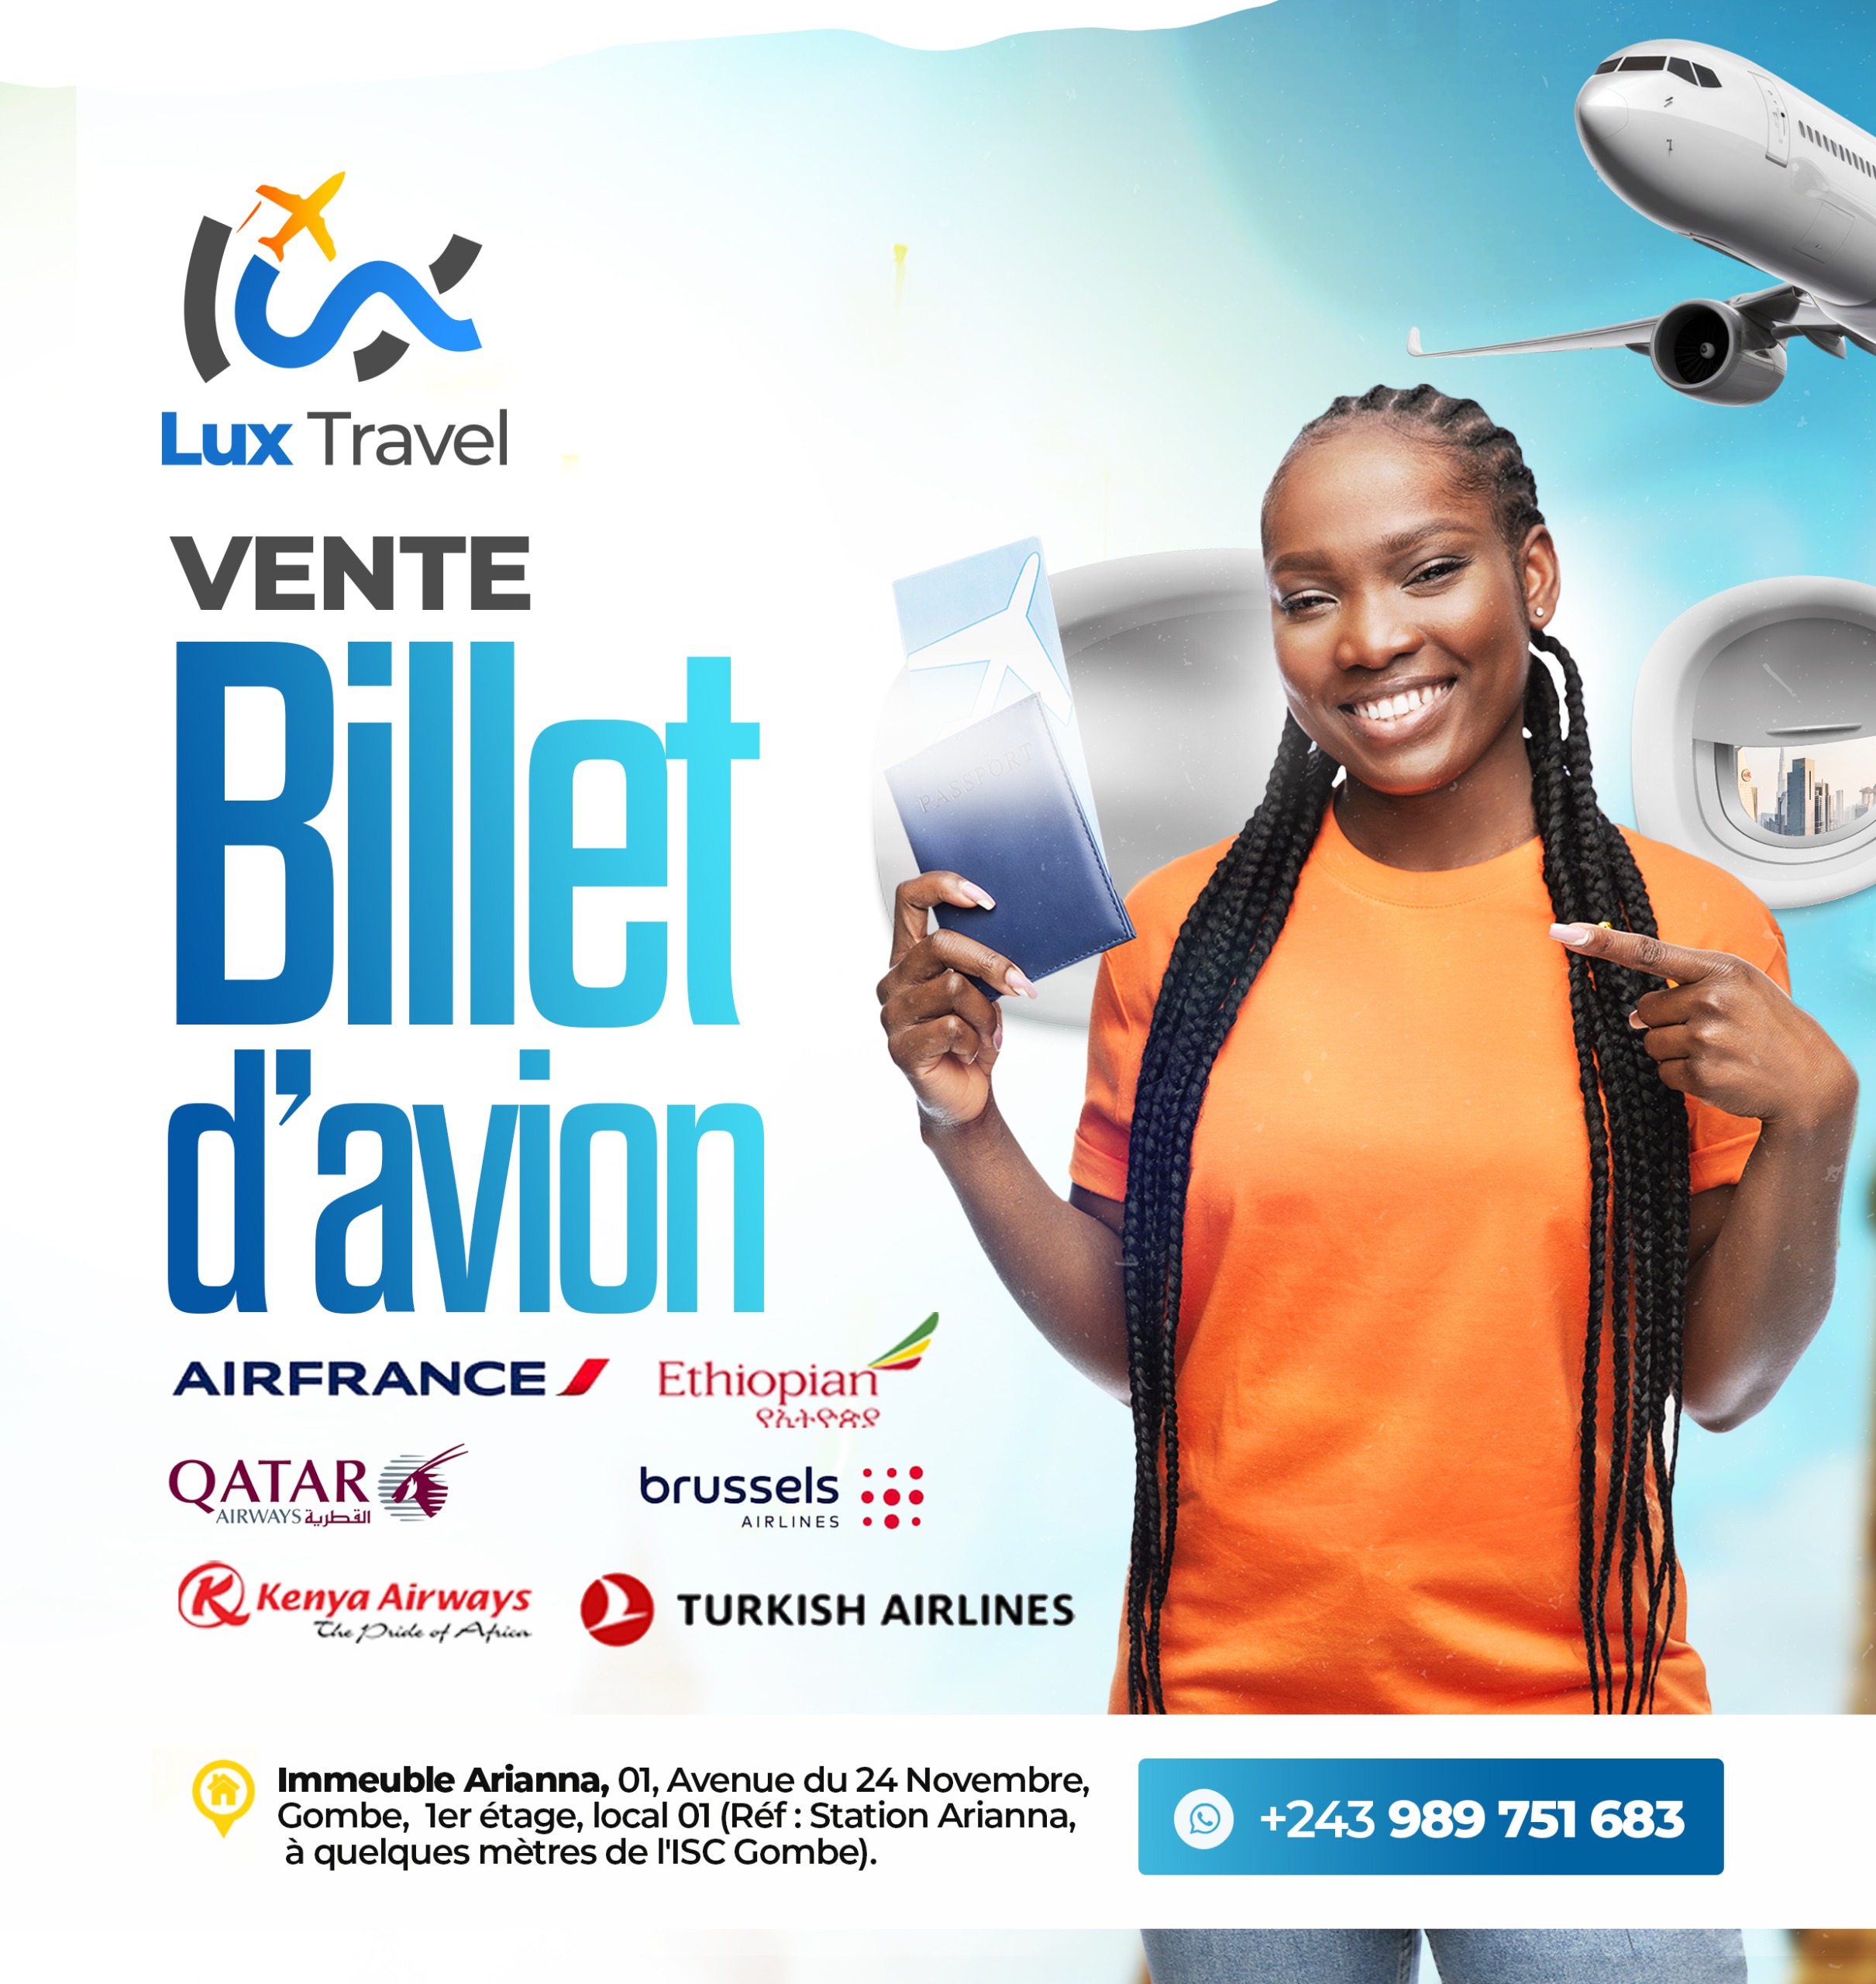 Lux
Lux Travel
VENTE
Billet
d'avion
AIRFRANCE
Ethiopian
የኢትዮጵያ
QATAR
AIRWAYS القطرية
brussels
AIRLINES
Kenya Airways
The Pride of Africa
TURKISH AIRLINES
PASSPORT
Immeuble Arianna, 01, Avenue du 24 Novembre,
Gombe, 1er étage, local 01 (Réf : Station Arianna,
à quelques mètres de l'ISC Gombe).
+243 989 751 683